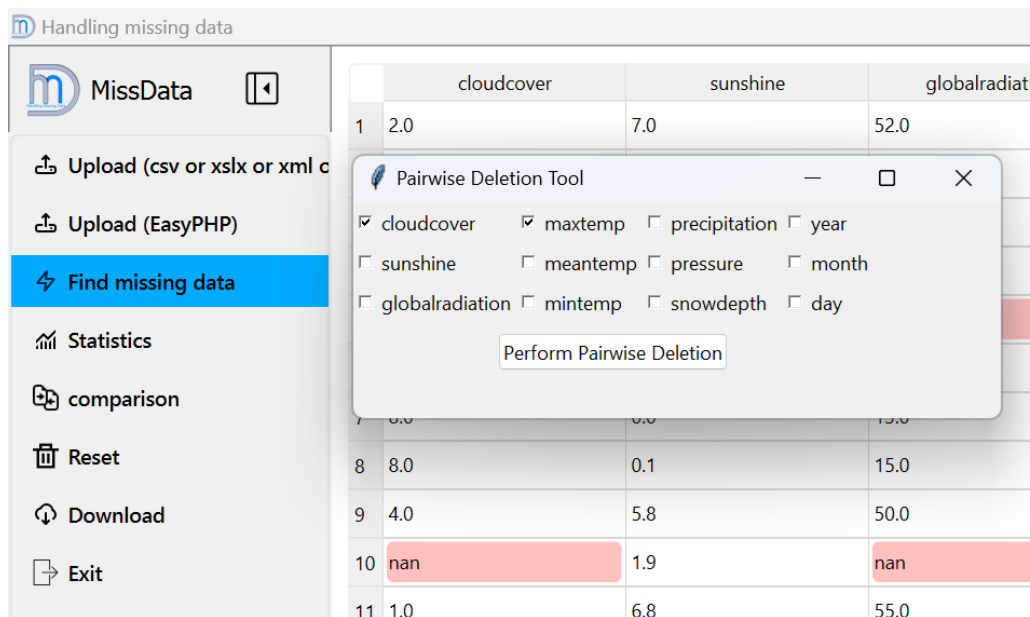 Handling missing data
MissData
Upload (csv or xslx or xml o
Upload (EasyPHP)
Find missing data
Statistics
comparison
Reset
Download
Exit
cloudcover sunshine globalradiat
1 2.0 7.0 52.0
Pairwise Deletion Tool
cloudcover maxtemp precipitation year
sunshine meantemp pressure month
globalradiation mintemp snowdepth day
Perform Pairwise Deletion
8 8.0 0.1 15.0
9 4.0 5.8 50.0
10 nan 1.9 nan
11 1.0 6.8 55.0